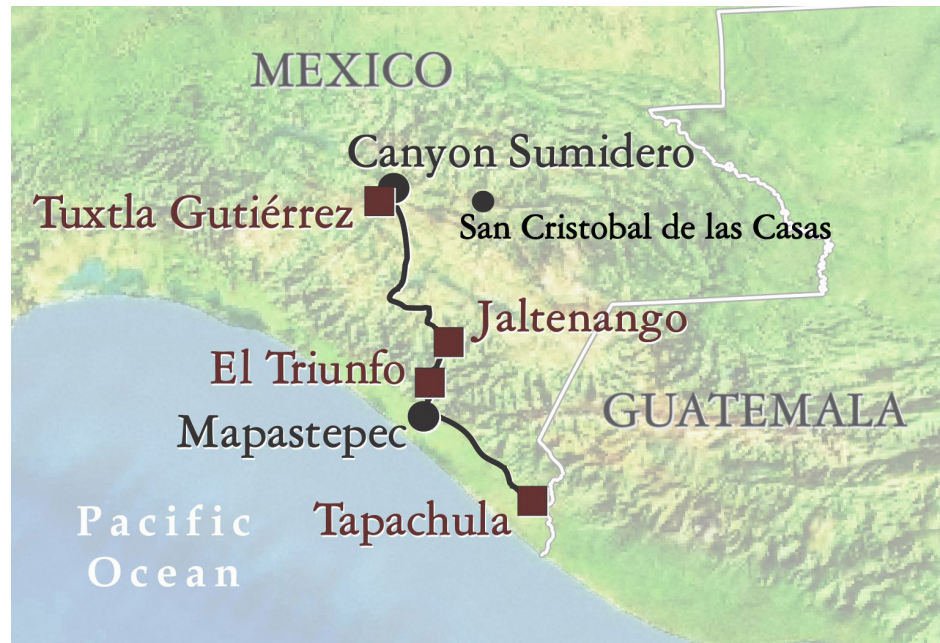 MEXICO
Canyon Sumidero
Tuxtla Gutiérrez
San Cristobal de las Casas
Jaltenango
El Triunfo
GUATEMALA
Mapastepec
Tapachula
Pacific
Ocean